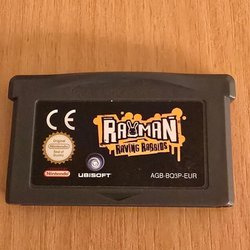 CE
RAYMAN
RAVING RABBIDS
Nintendo
UBISOFT
AGB-BQ3P-EUR